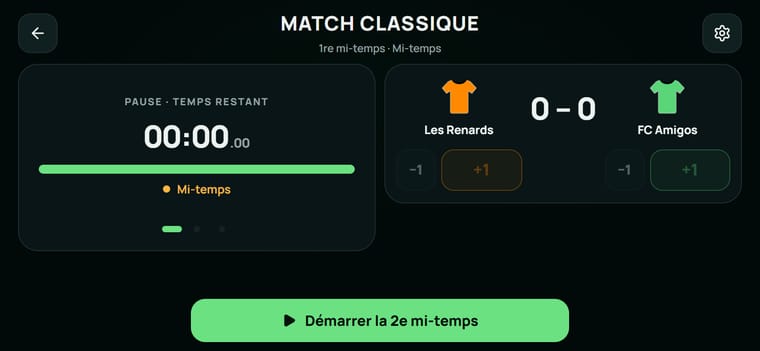 MATCH CLASSIQUE
1re mi-temps · Mi-temps
PAUSE · TEMPS RESTANT
00:00.00
Mi-temps
0 – 0
Les Renards
FC Amigos
−1 +1
−1 +1
Démarrer la 2e mi-temps